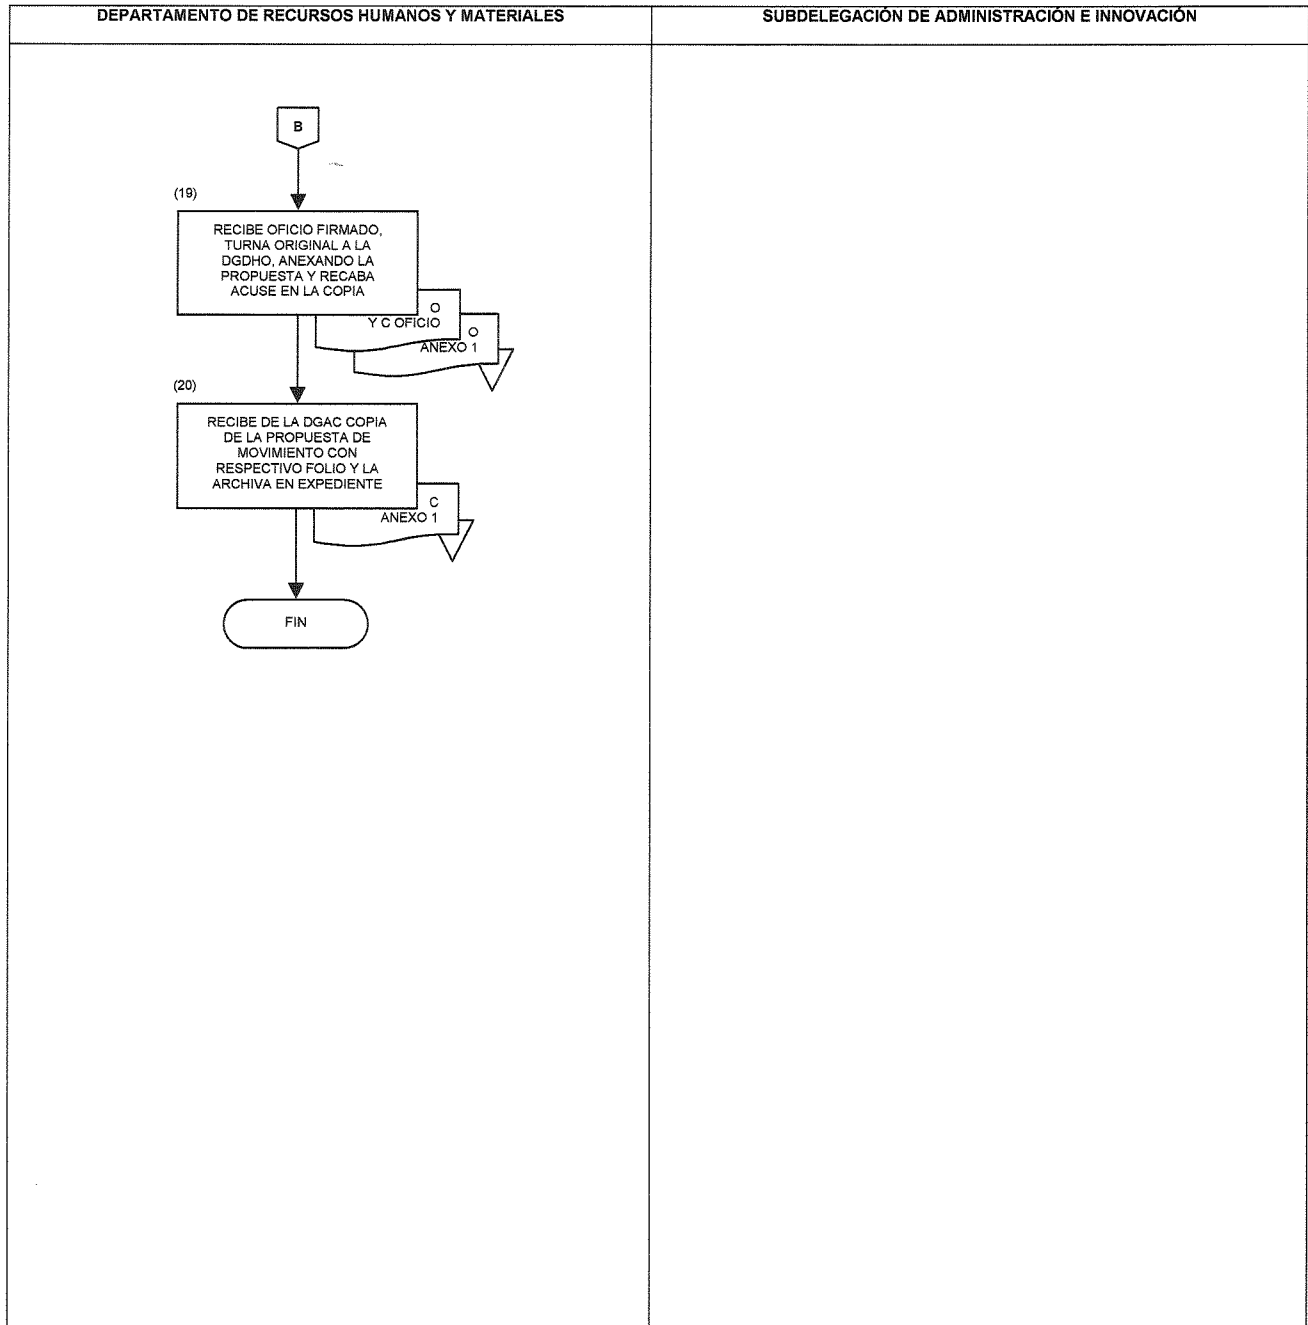 DEPARTAMENTO DE RECURSOS HUMANOS Y MATERIALES
SUBDELEGACIÓN DE ADMINISTRACIÓN E INNOVACIÓN
B
(19)
RECIBE OFICIO FIRMADO,
TURNA ORIGINAL A LA
DGDHO, ANEXANDO LA
PROPUESTA Y RECABA
ACUSE EN LA COPIA
O
Y C OFICIO
O
ANEXO 1
(20)
RECIBE DE LA DGAC COPIA
DE LA PROPUESTA DE
MOVIMIENTO CON
RESPECTIVO FOLIO Y LA
ARCHIVA EN EXPEDIENTE
C
ANEXO 1
FIN